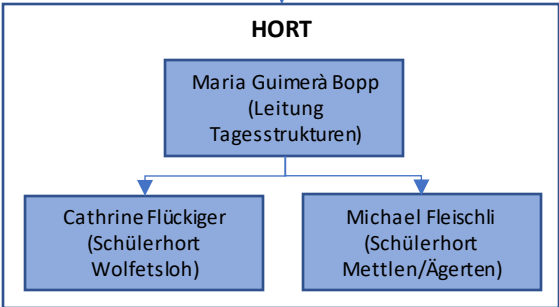 HORT
Maria Guimerà Bopp
(Leitung
Tagesstrukturen)
Cathrine Flückiger
(Schülerhort
Wolfetsloh)
Michael Fleischli
(Schülerhort
Mettlen/Ägerten)